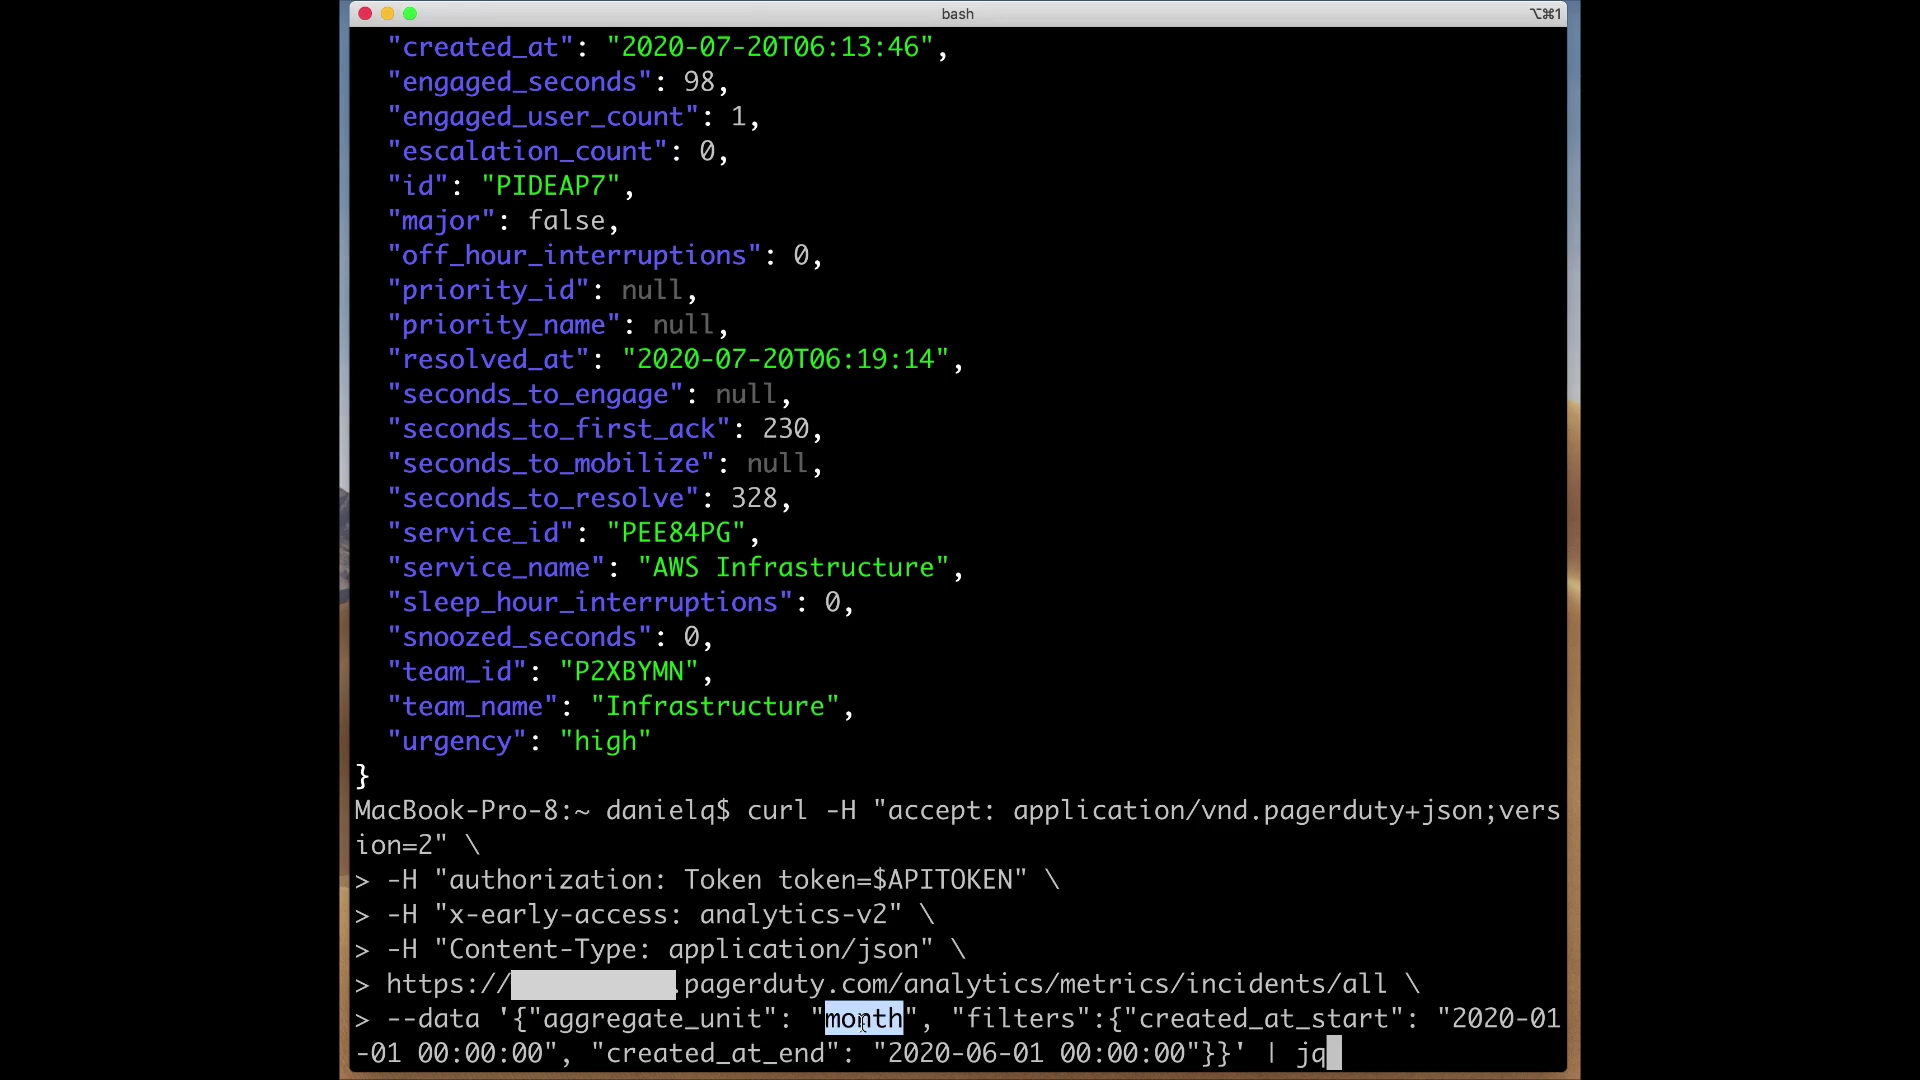 bash
⌥⌘1
"created_at": "2020-07-20T06:13:46",
"engaged_seconds": 98,
"engaged_user_count": 1,
"escalation_count": 0,
"id": "PIDEAP7",
"major": false,
"off_hour_interruptions": 0,
"priority_id": null,
"priority_name": null,
"resolved_at": "2020-07-20T06:19:14",
"seconds_to_engage": null,
"seconds_to_first_ack": 230,
"seconds_to_mobilize": null,
"seconds_to_resolve": 328,
"service_id": "PEE84PG",
"service_name": "AWS Infrastructure",
"sleep_hour_interruptions": 0,
"snoozed_seconds": 0,
"team_id": "P2XBYMN",
"team_name": "Infrastructure",
"urgency": "high"
}
MacBook-Pro-8:~ danielq$ curl -H "accept: application/vnd.pagerduty+json;vers
ion=2" \
> -H "authorization: Token token=$APITOKEN" \
> -H "x-early-access: analytics-v2" \
> -H "Content-Type: application/json" \
> https:// .pagerduty.com/analytics/metrics/incidents/all \
> --data '{"aggregate_unit": "month", "filters":{"created_at_start": "2020-01
-01 00:00:00", "created_at_end": "2020-06-01 00:00:00"}}' | jq